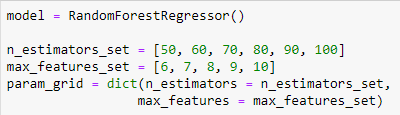 model = RandomForestRegressor()
n_estimators_set = [50, 60, 70, 80, 90, 100]
max_features_set = [6, 7, 8, 9, 10]
param_grid = dict(n_estimators = n_estimators_set,
                  max_features = max_features_set)